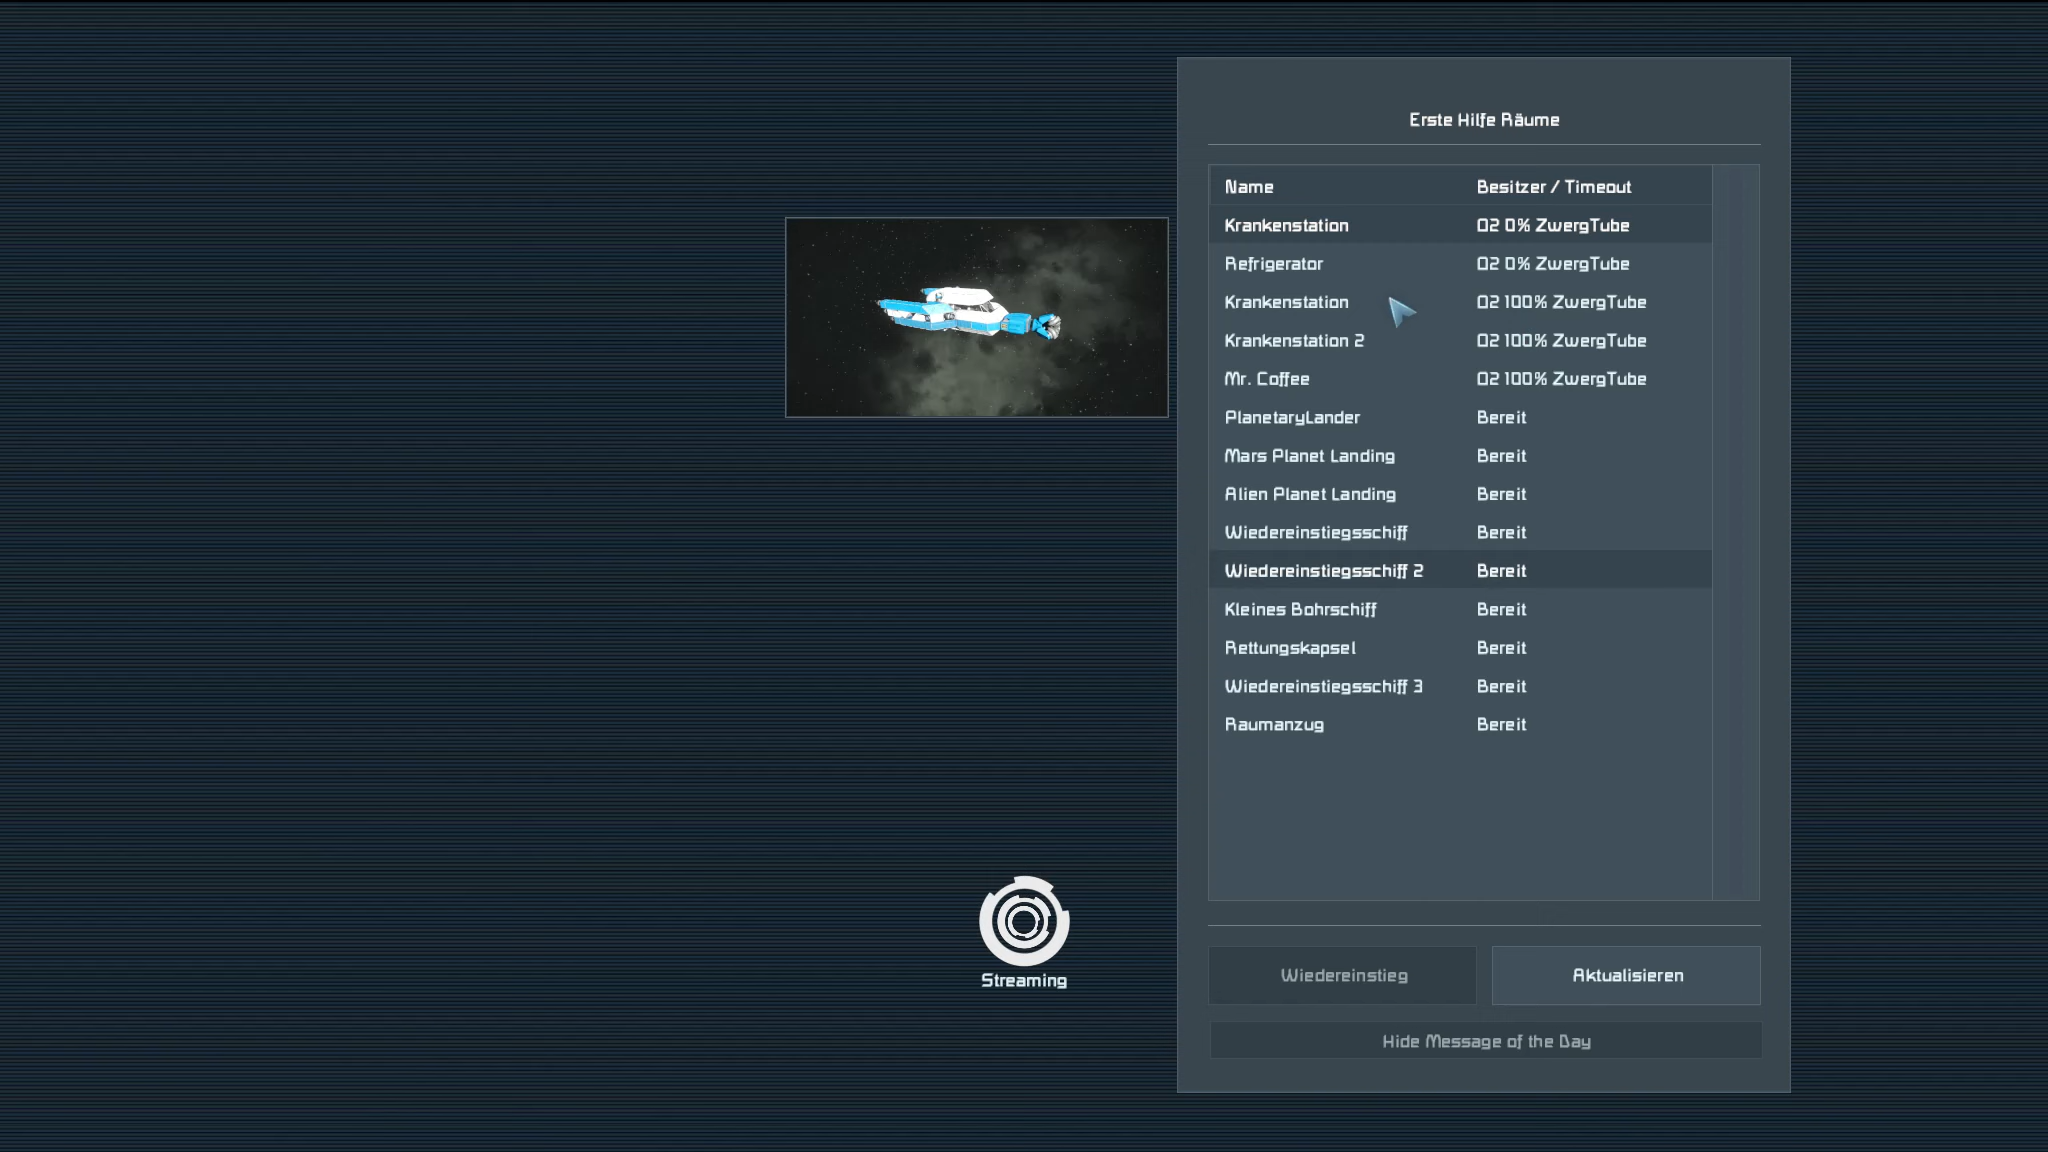 Erste Hilfe Räume
Name Besitzer / Timeout
Krankenstation O2 0% ZwergTube
Refrigerator O2 0% ZwergTube
Krankenstation O2 100% ZwergTube
Krankenstation 2 O2 100% ZwergTube
Mr. Coffee O2 100% ZwergTube
PlanetaryLander Bereit
Mars Planet Landing Bereit
Alien Planet Landing Bereit
Wiedereinstiegsschiff Bereit
Wiedereinstiegsschiff 2 Bereit
Kleines Bohrschiff Bereit
Rettungskapsel Bereit
Wiedereinstiegsschiff 3 Bereit
Raumanzug Bereit
Streaming
Wiedereinstieg Aktualisieren
Hide Message of the Day